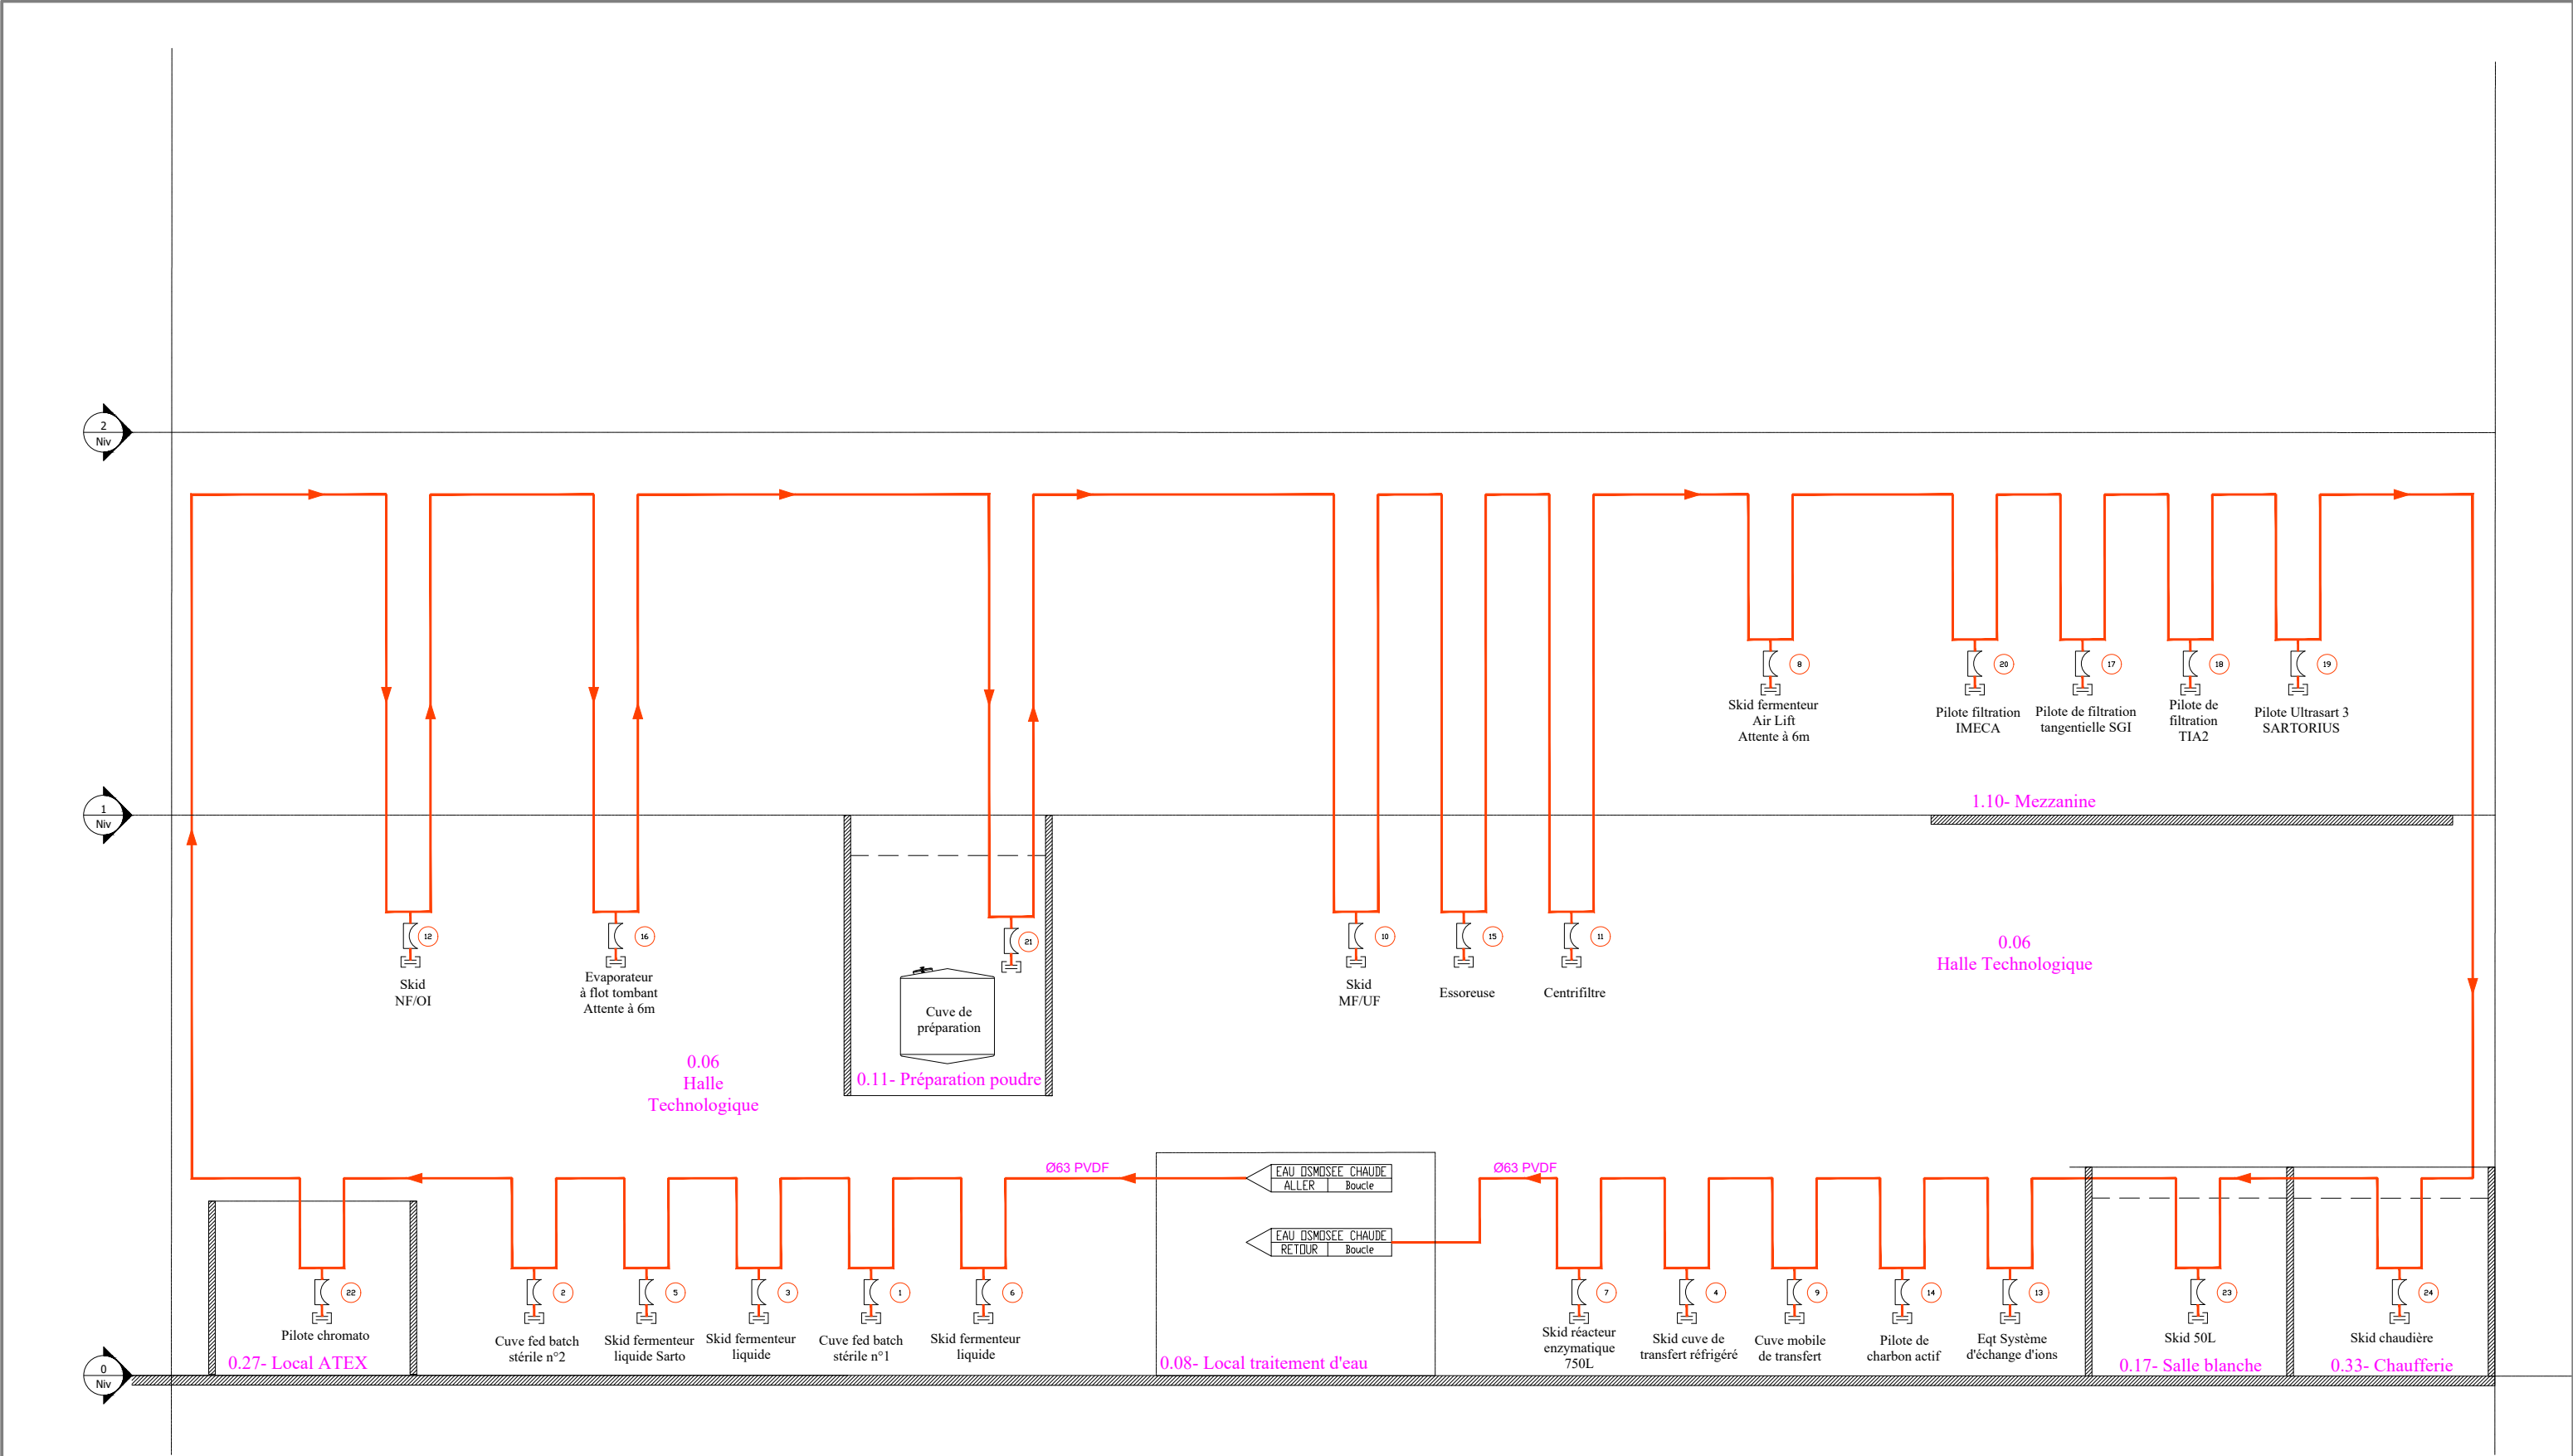 2
Niv
8
20
17
18
19
Skid fermenteur
Air Lift
Attente à 6m
Pilote filtration
IMECA
Pilote de filtration
tangentielle SGI
Pilote de
filtration
TIA2
Pilote Ultrasart 3
SARTORIUS
1.10- Mezzanine
1
Niv
12
16
21
10
15
11
Skid
NF/OI
Evaporateur
à flot tombant
Attente à 6m
Cuve de
préparation
Skid
MF/UF
Essoreuse
Centrifiltre
0.06
Halle Technologique
0.06
Halle
Technologique
0.11- Préparation poudre
Ø63 PVDF
EAU OSMOSEE CHAUDE
ALLER Boucle
Ø63 PVDF
EAU OSMOSEE CHAUDE
RETOUR Boucle
22
2
5
3
1
6
7
4
9
14
13
23
24
Pilote chromato
Cuve fed batch
stérile n°2
Skid fermenteur
liquide Sarto
Skid fermenteur
liquide
Cuve fed batch
stérile n°1
Skid fermenteur
liquide
Skid réacteur
enzymatique
750L
Skid cuve de
transfert réfrigéré
Cuve mobile
de transfert
Pilote de
charbon actif
Eqt Système
d'échange d'ions
Skid 50L
Skid chaudière
0.27- Local ATEX
0.08- Local traitement d'eau
0.17- Salle blanche
0.33- Chaufferie
0
Niv